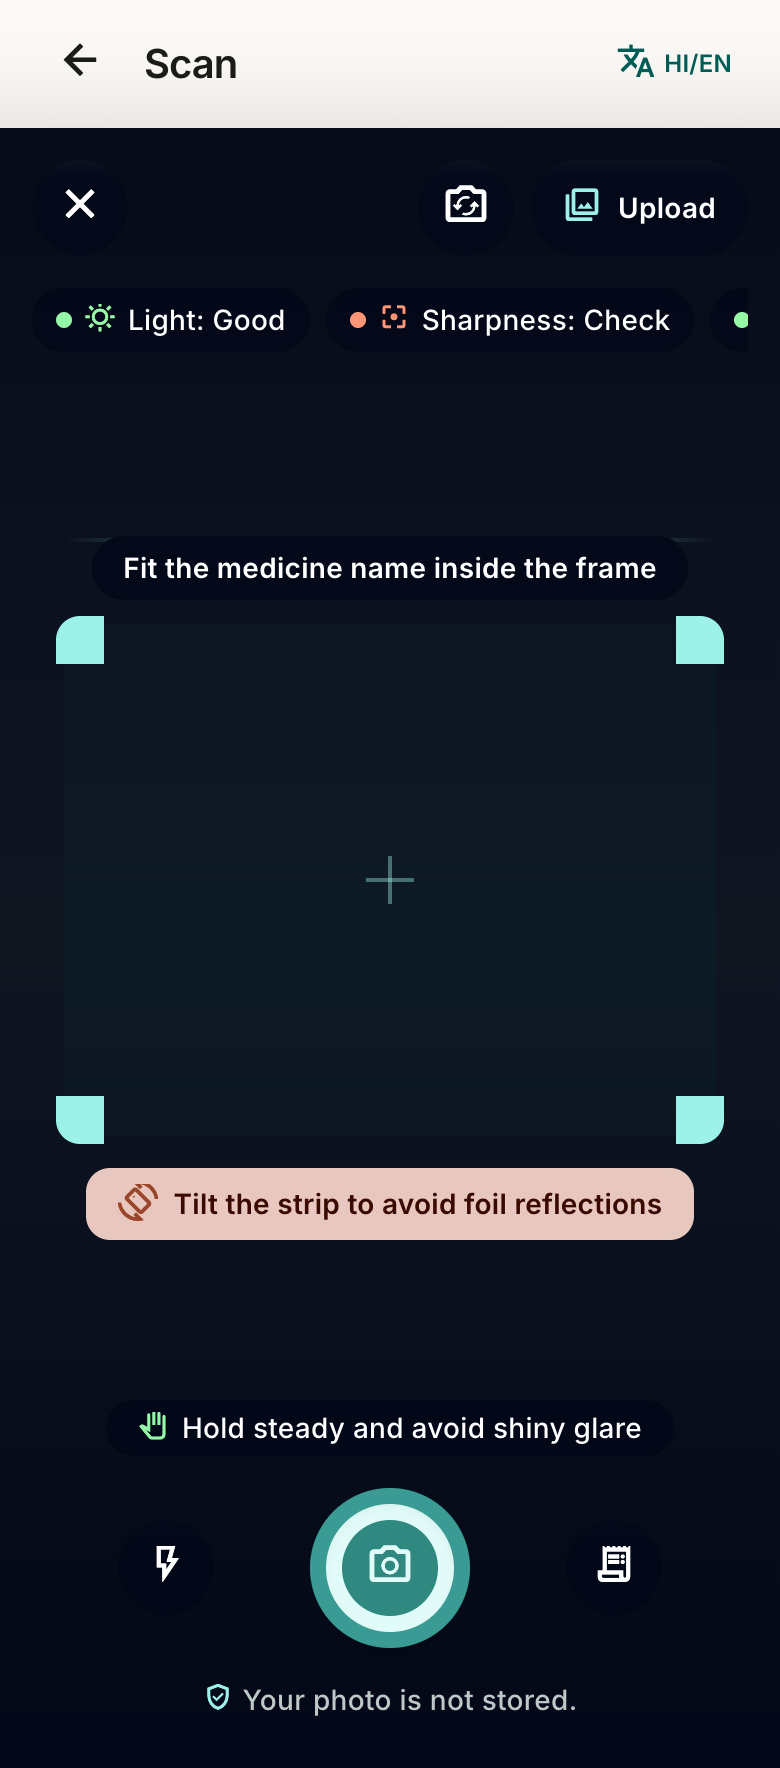 Scan
HI/EN
Upload
Light: Good
Sharpness: Check
Fit the medicine name inside the frame
Tilt the strip to avoid foil reflections
Hold steady and avoid shiny glare
Your photo is not stored.